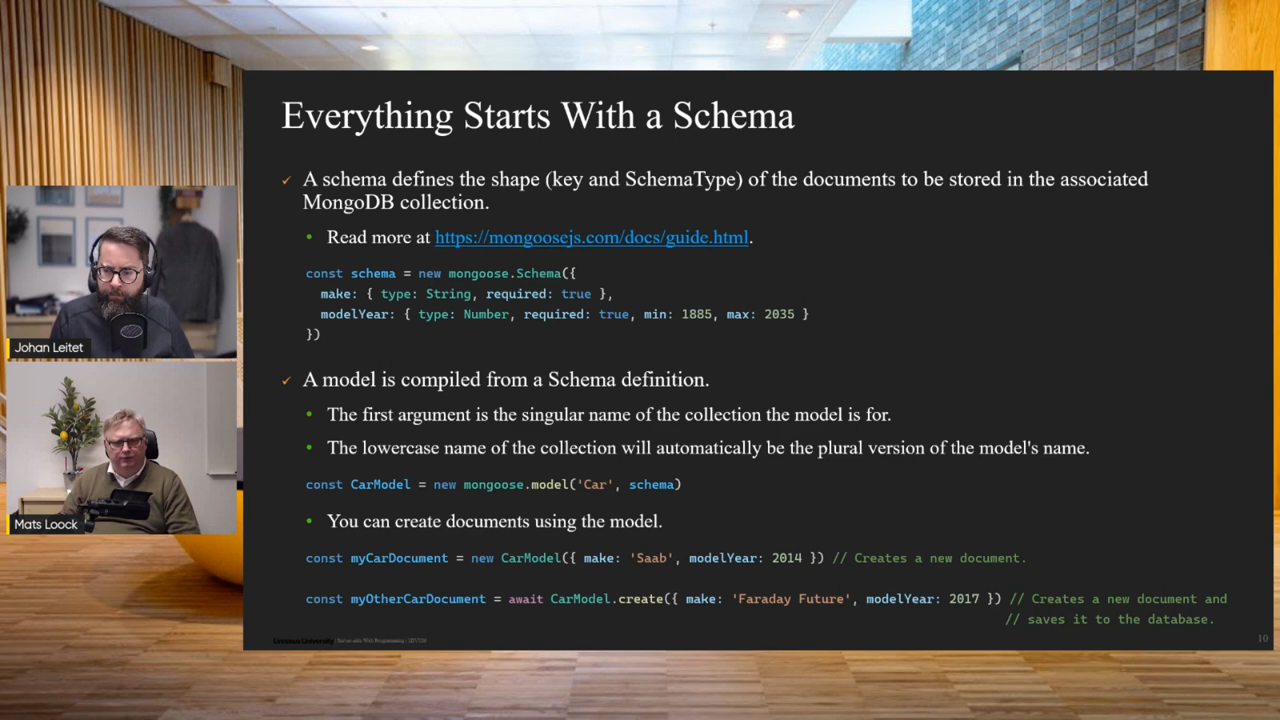 Everything Starts With a Schema
✓ A schema defines the shape (key and SchemaType) of the documents to be stored in the associated
MongoDB collection.
• Read more at https://mongoosejs.com/docs/guide.html.
const schema = new mongoose.Schema({
  make: { type: String, required: true },
  modelYear: { type: Number, required: true, min: 1885, max: 2035 }
})
✓ A model is compiled from a Schema definition.
• The first argument is the singular name of the collection the model is for.
• The lowercase name of the collection will automatically be the plural version of the model's name.
const CarModel = new mongoose.model('Car', schema)
• You can create documents using the model.
const myCarDocument = new CarModel({ make: 'Saab', modelYear: 2014 }) // Creates a new document.
const myOtherCarDocument = await CarModel.create({ make: 'Faraday Future', modelYear: 2017 }) // Creates a new document and
// saves it to the database.
Linnaeus University
10
Johan Leitet
Mats Loock